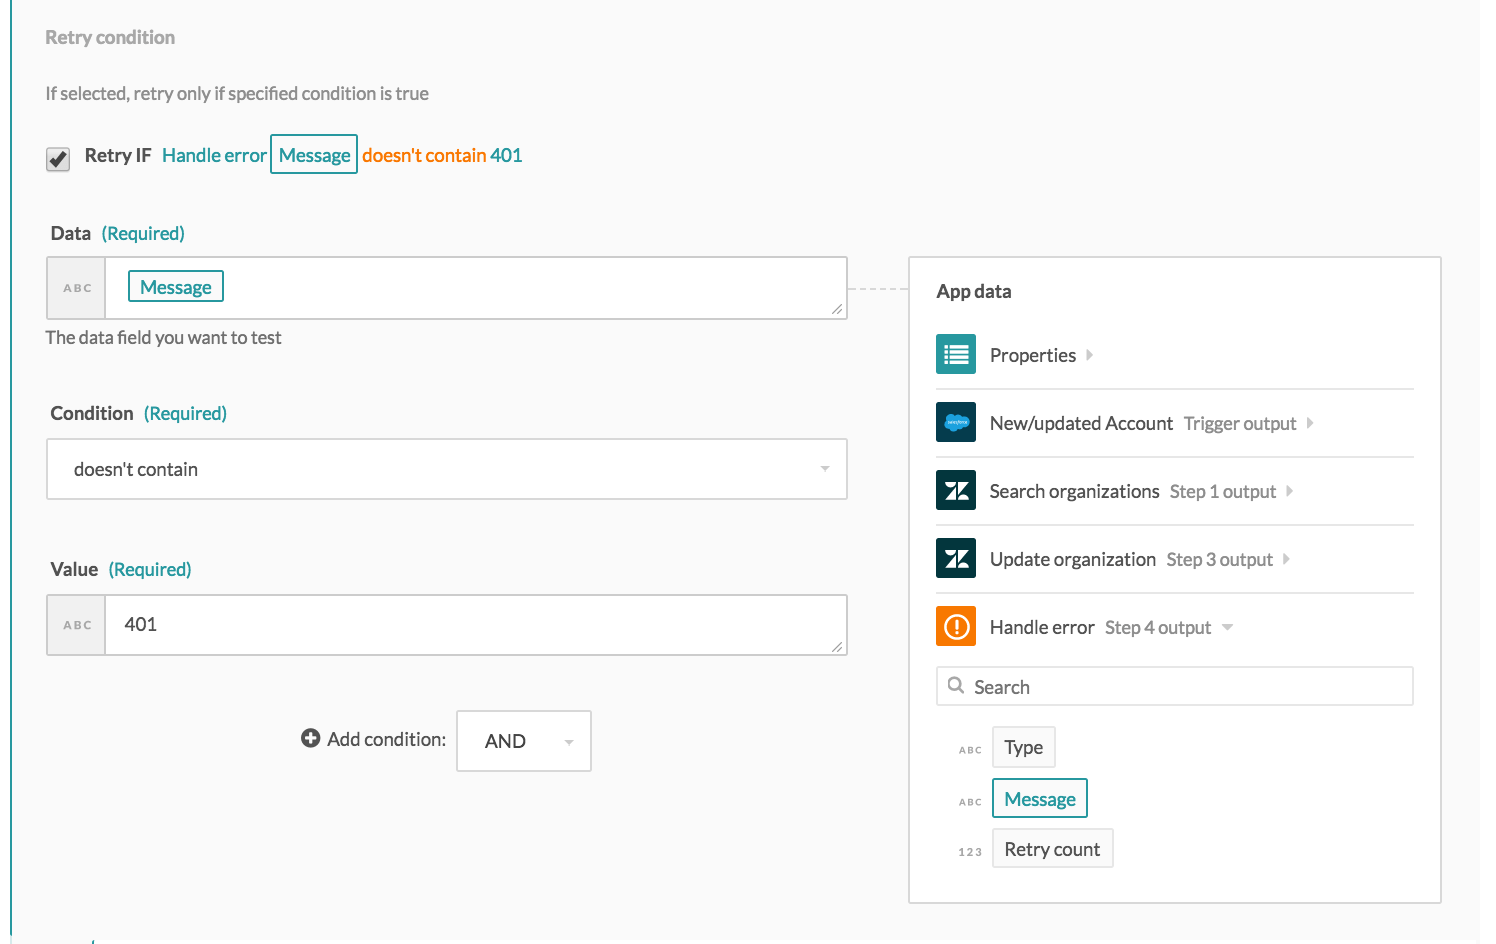 Retry condition
If selected, retry only if specified condition is true
Retry IF Handle error Message doesn't contain 401
Data (Required)
ABC Message
The data field you want to test
Condition (Required)
doesn't contain
Value (Required)
ABC 401
Add condition: AND
App data
Properties
New/updated Account Trigger output
Search organizations Step 1 output
Update organization Step 3 output
Handle error Step 4 output
Search
ABC Type
ABC Message
123 Retry count